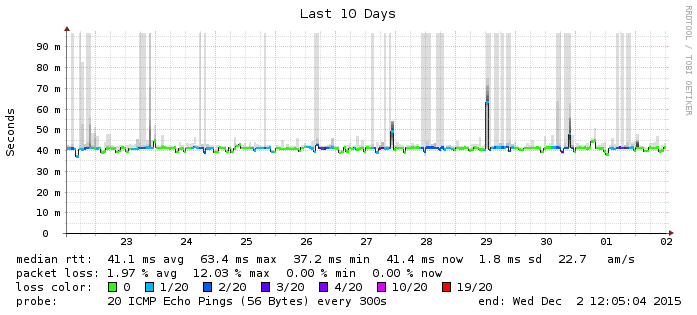 Last 10 Days
RRDTOOL / TOBI OETIKER
Seconds
90 m
80 m
70 m
60 m
50 m
40 m
30 m
20 m
10 m
0
23 24 25 26 27 28 29 30 01 02
median rtt: 41.1 ms avg 63.4 ms max 37.2 ms min 41.4 ms now 1.8 ms sd 22.7 am/s
packet loss: 1.97 % avg 12.03 % max 0.00 % min 0.00 % now
loss color: 0 1/20 2/20 3/20 4/20 10/20 19/20
probe: 20 ICMP Echo Pings (56 Bytes) every 300s end: Wed Dec 2 12:05:04 2015